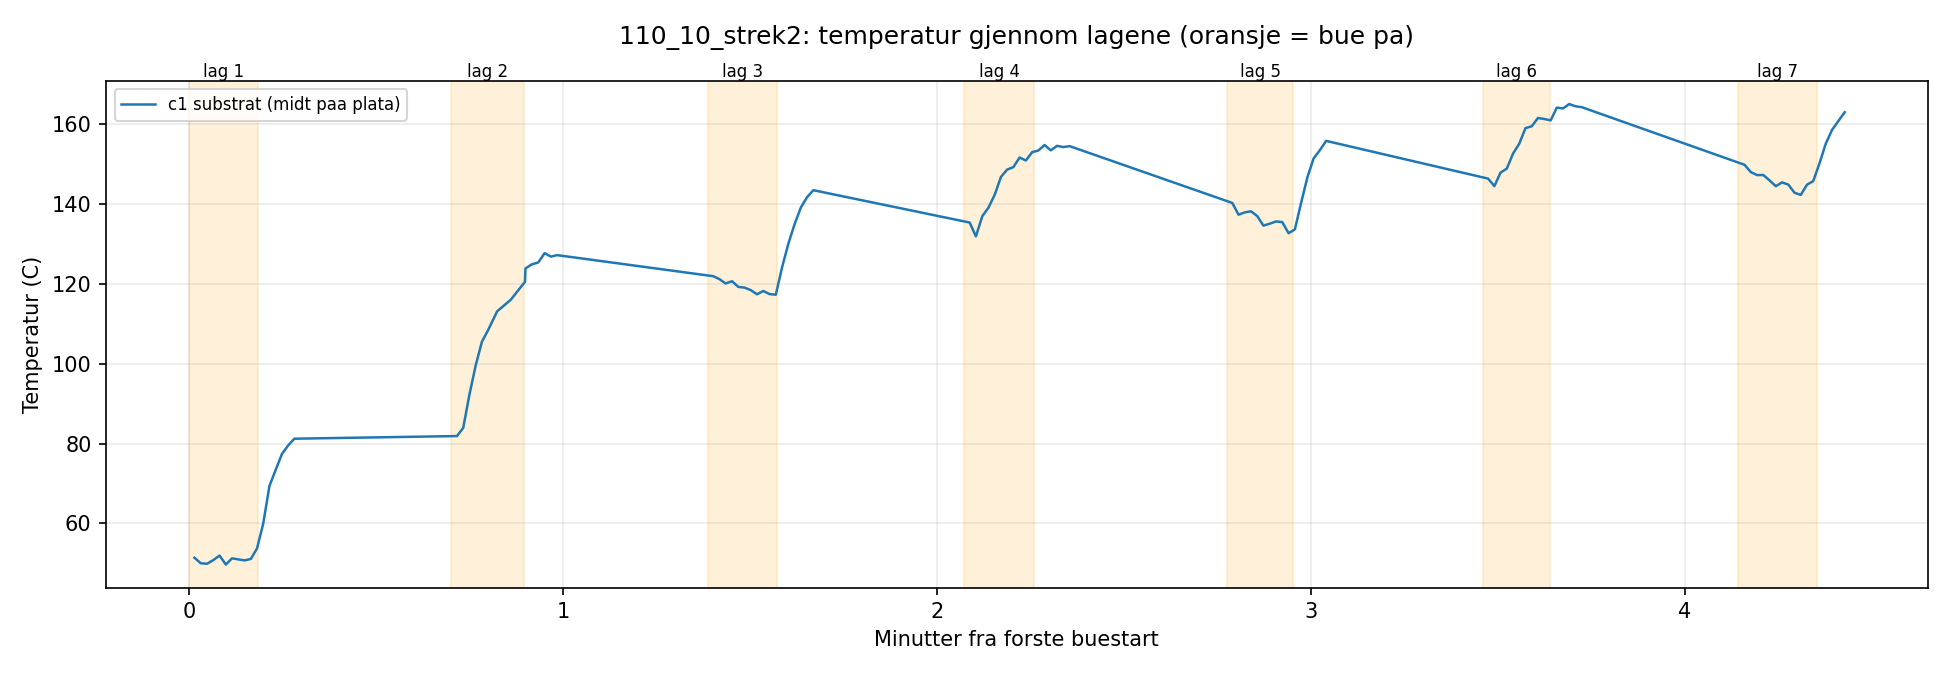 110_10_strek2: temperatur gjennom lagene (oransje = bue pa)
lag 1 lag 2 lag 3 lag 4 lag 5 lag 6 lag 7
c1 substrat (midt paa plata)
Temperatur (C)
160
140
120
100
80
60
0 1 2 3 4
Minutter fra forste buestart